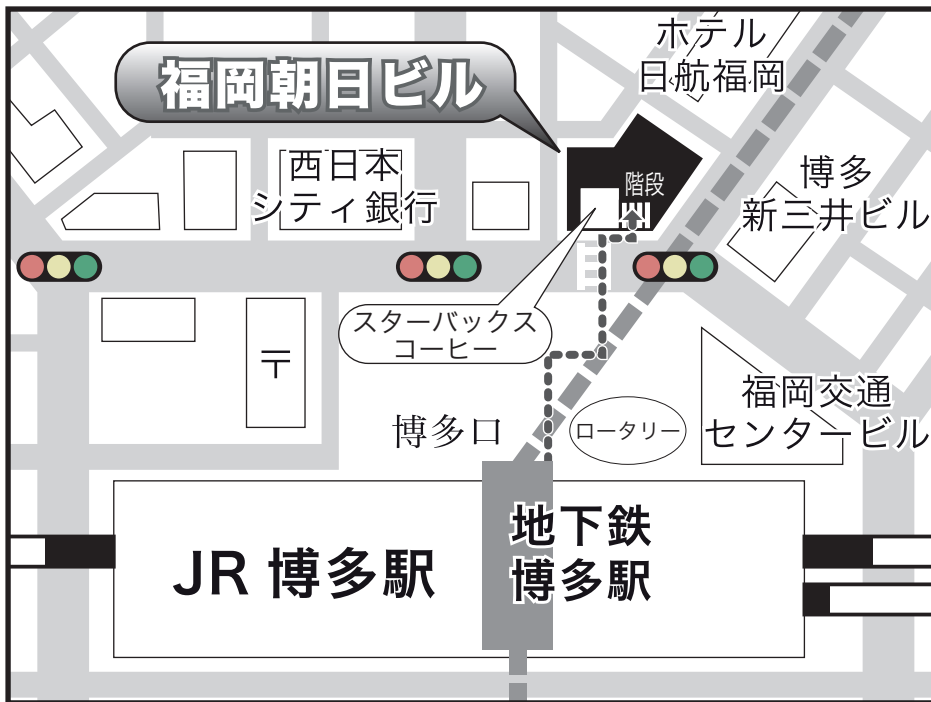 ホテル
日航福岡
福岡朝日ビル
西日本
シティ銀行
階段
博多
新三井ビル
スターバックス
コーヒー
〒
博多口
ロータリー
福岡交通
センタービル
JR 博多駅
地下鉄
博多駅